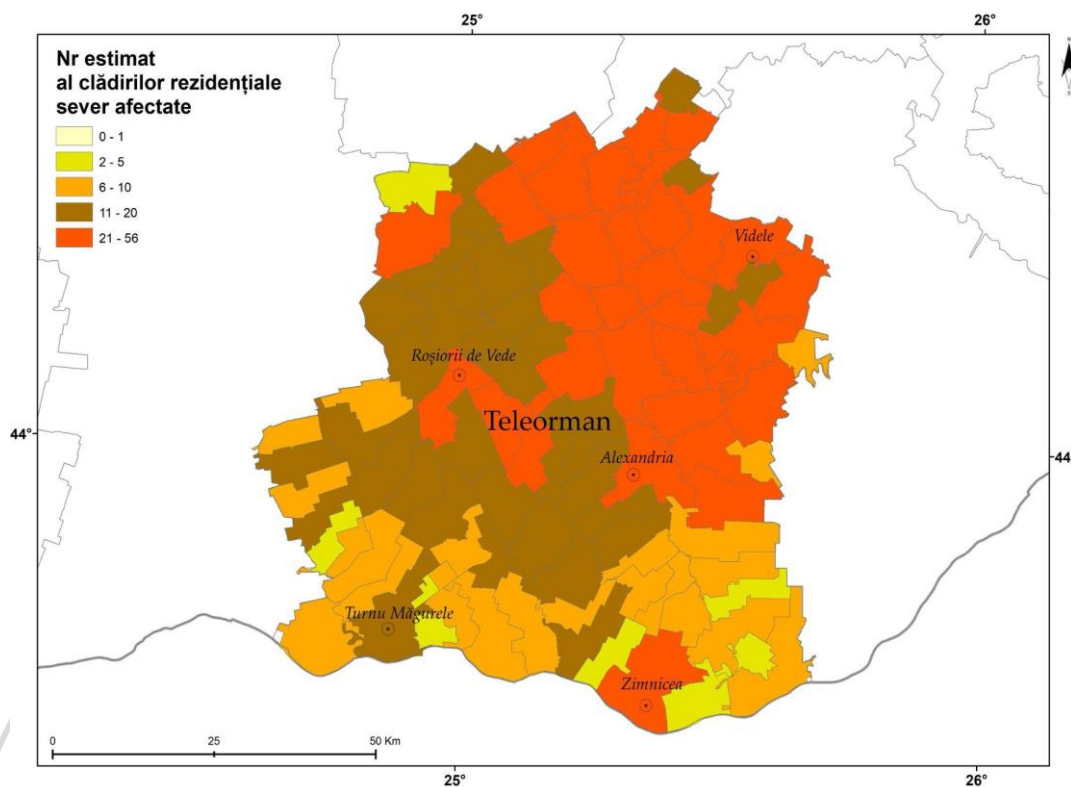 25°
26°
Nr estimat
al clădirilor rezidențiale
sever afectate
0 - 1
2 - 5
6 - 10
11 - 20
21 - 56
Videle
Roșiorii de Vede
Teleorman
44°
Alexandria
44
Turnu Măgurele
Zimnicea
0
25
50 Km
25°
26°